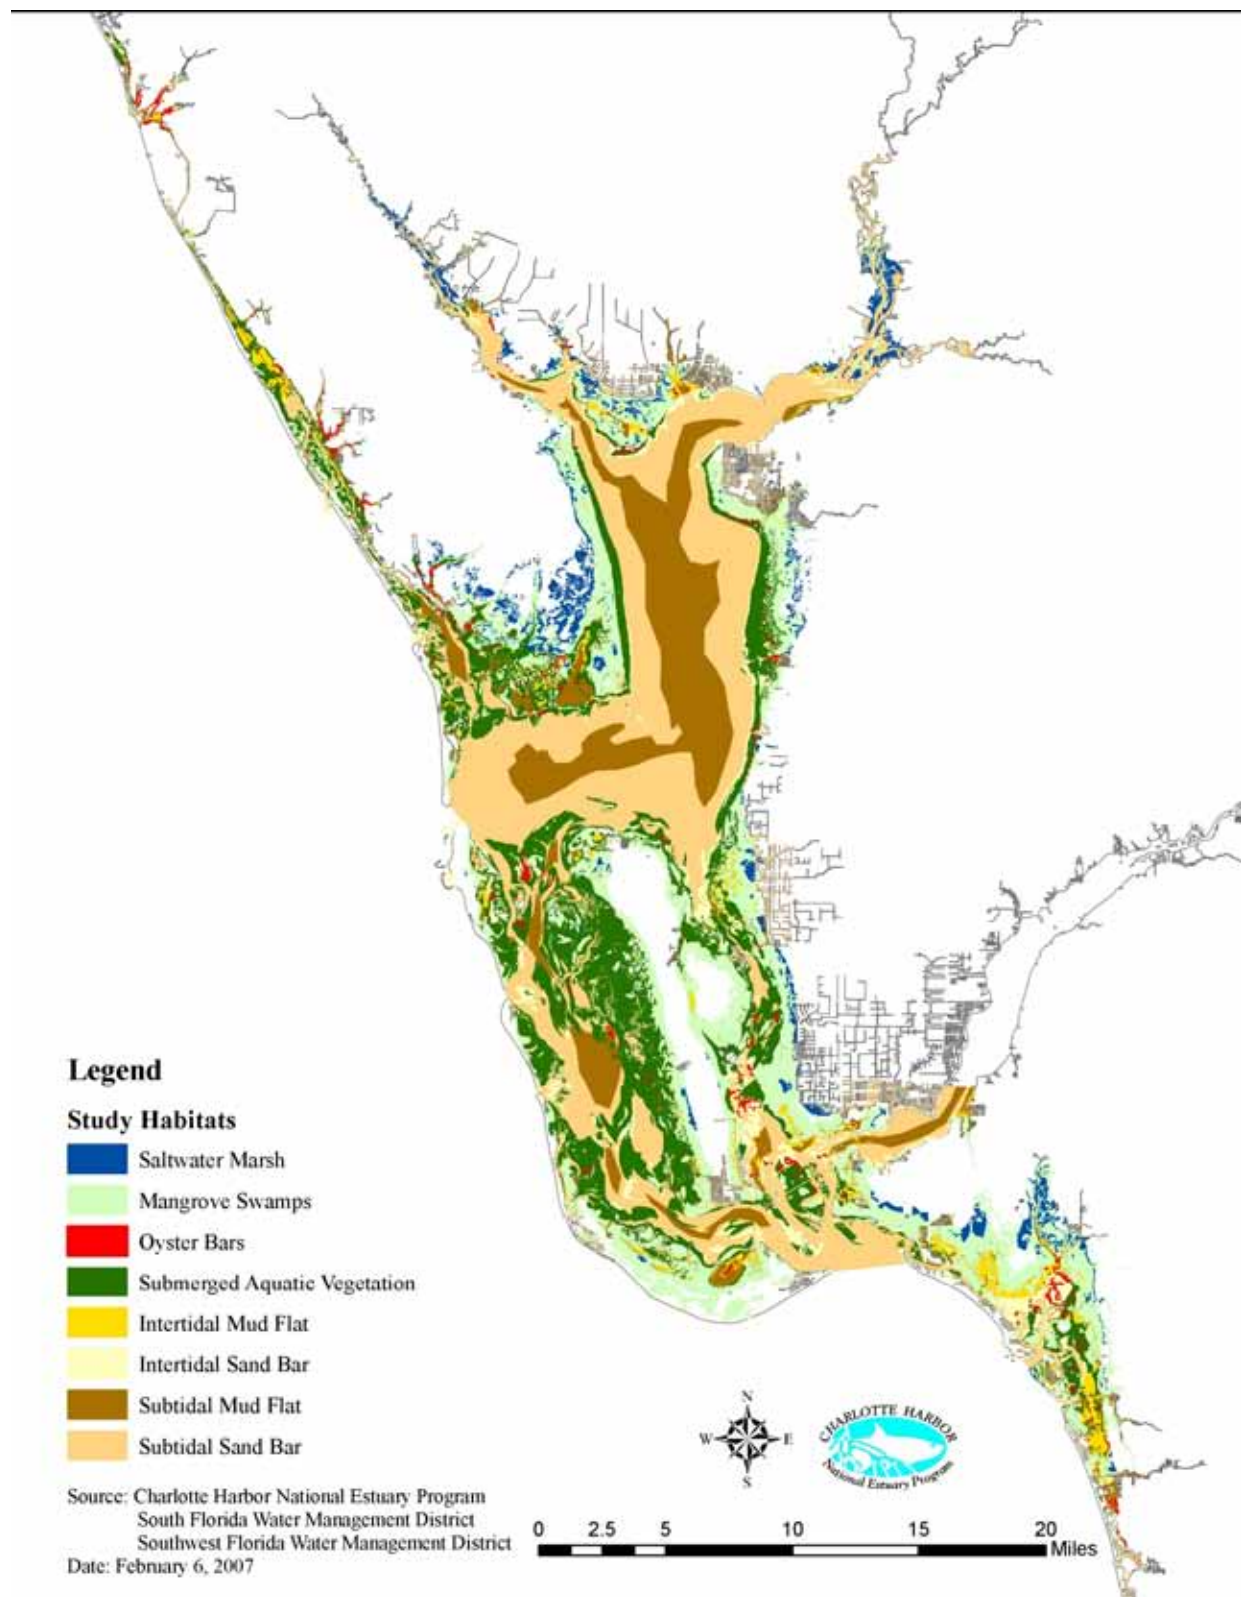 Legend
Study Habitats
Saltwater Marsh
Mangrove Swamps
Oyster Bars
Submerged Aquatic Vegetation
Intertidal Mud Flat
Intertidal Sand Bar
Subtidal Mud Flat
Subtidal Sand Bar
Source: Charlotte Harbor National Estuary Program
South Florida Water Management District
Southwest Florida Water Management District
Date: February 6, 2007
N
W E
S
CHARLOTTE HARBOR
National Estuary Program
0 2.5 5 10 15 20
Miles